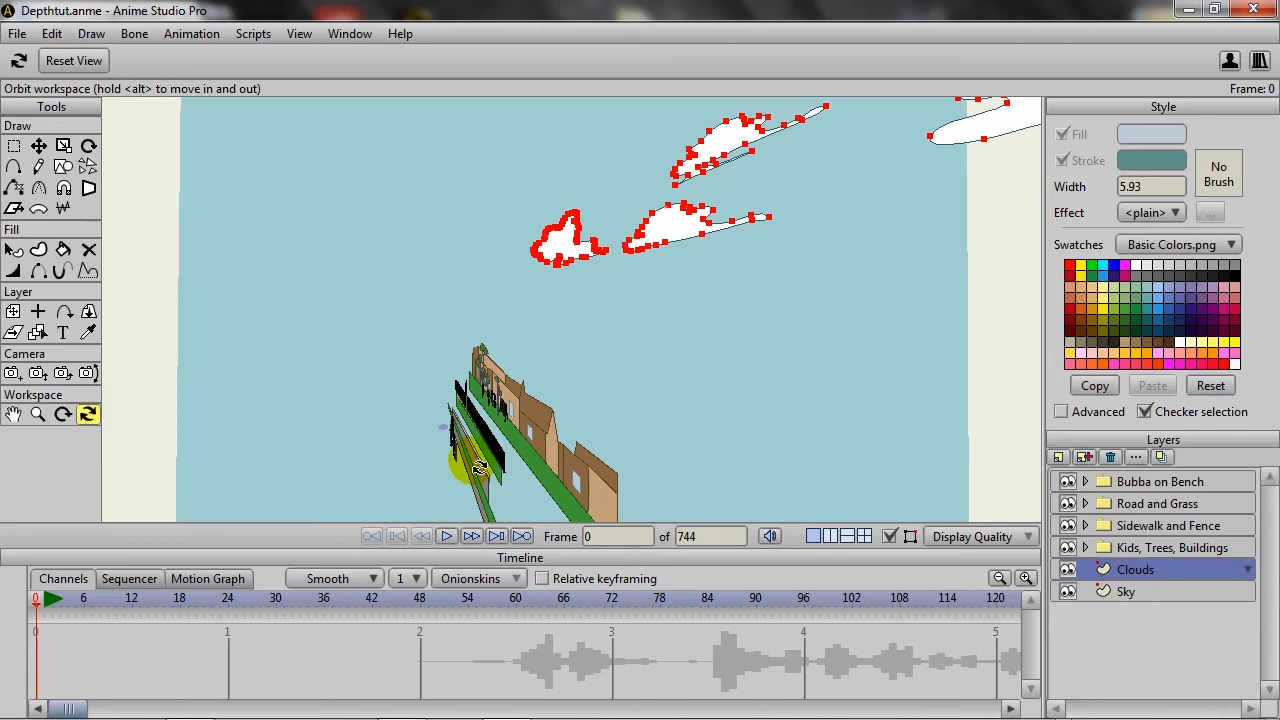 Depthtut.anme - Anime Studio Pro
File Edit Draw Bone Animation Scripts View Window Help
Reset View
Orbit workspace (hold <alt> to move in and out)
Frame: 0
Tools
Draw
Fill
Layer
Camera
Workspace
Style
Fill
Stroke
No Brush
Width 5.93
Effect <plain> ...
Swatches Basic Colors.png
Copy Paste Reset
Advanced Checker selection
Layers
Bubba on Bench
Road and Grass
Sidewalk and Fence
Kids, Trees, Buildings
Clouds
Sky
Frame 0 of 744 Display Quality
Timeline
Channels Sequencer Motion Graph Smooth 1 Onionskins Relative keyframing
0 6 12 18 24 30 36 42 48 54 60 66 72 78 84 90 96 102 108 114 120
0 1 2 3 4 5